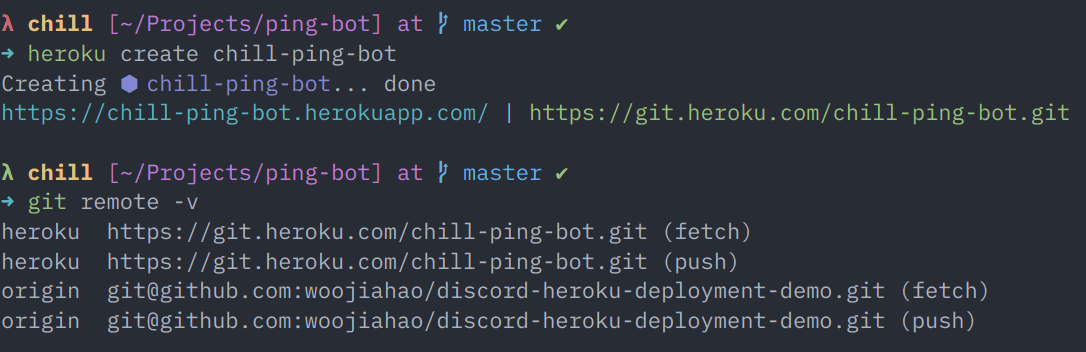 λ chill [~/Projects/ping-bot] at master ✔
→ heroku create chill-ping-bot
Creating ⬢ chill-ping-bot... done
https://chill-ping-bot.herokuapp.com/ | https://git.heroku.com/chill-ping-bot.git
λ chill [~/Projects/ping-bot] at master ✔
→ git remote -v
heroku  https://git.heroku.com/chill-ping-bot.git (fetch)
heroku  https://git.heroku.com/chill-ping-bot.git (push)
origin  git@github.com:woojiahao/discord-heroku-deployment-demo.git (fetch)
origin  git@github.com:woojiahao/discord-heroku-deployment-demo.git (push)